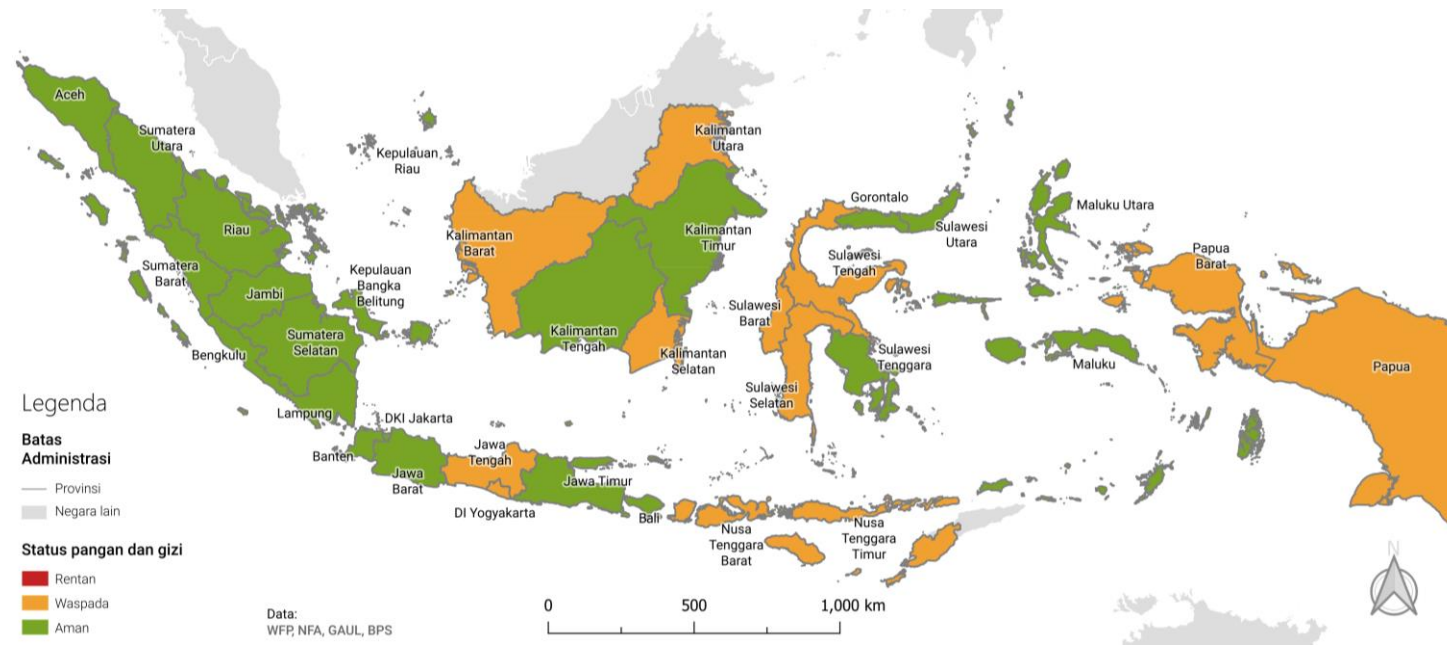 Aceh
Sumatera
Utara
Kepulauan
Riau
Riau
Sumatera
Barat
Jambi
Kepulauan
Bangka
Belitung
Sumatera
Selatan
Bengkulu
Lampung
DKI Jakarta
Banten
Jawa
Barat
Jawa
Tengah
DI Yogyakarta
Jawa Timur
Bali
Nusa
Tenggara
Barat
Nusa
Tenggara
Timur
Kalimantan
Utara
Kalimantan
Barat
Kalimantan
Timur
Kalimantan
Tengah
Kalimantan
Selatan
Gorontalo
Sulawesi
Utara
Sulawesi
Tengah
Sulawesi
Barat
Sulawesi
Tenggara
Sulawesi
Selatan
Maluku Utara
Maluku
Papua
Barat
Papua
Legenda
Batas
Administrasi
Provinsi
Negara lain
Status pangan dan gizi
Rentan
Waspada
Aman
Data:
WFP, NFA, GAUL, BPS
0 500 1,000 km
N